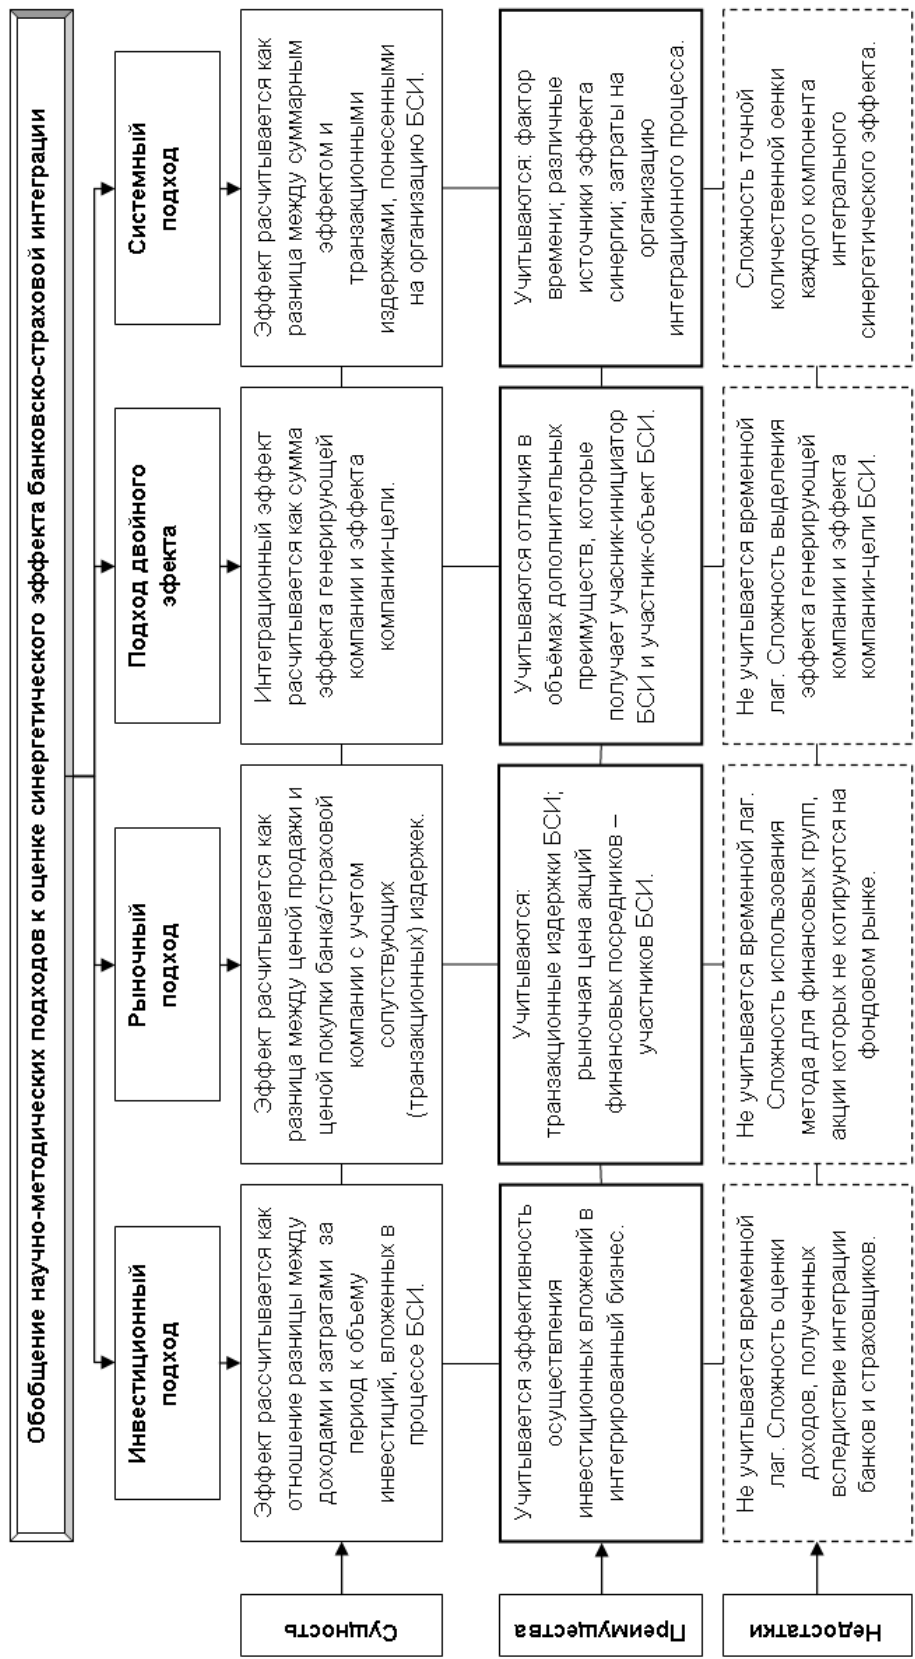 Обобщение научно-методических подходов к оценке синергетического эффекта банковско-страховой интеграции
Инвестиционный
подход
Рыночный
подход
Подход двойного
эфекта
Системный
подход
Сущность
Эффект рассчитывается как
отношение разницы между
доходами и затратами за
период к объему
инвестиций, вложенных в
процессе БСИ.
Эффект расчитывается как
разница между ценой продажи и
ценой покупки банка/страховой
компании с учетом
сопутствующих
(транзакционных) издержек.
Интеграционный эффект
расчитывается как сумма
эффекта генерирующей
компании и эффекта
компании-цели.
Эффект расчитывается как
разница между суммарным
эффектом и
транзакционными
издержками, понесенными
на организацию БСИ.
Преимущества
Учитывается эффективность
осуществления
инвестиционных вложений в
интегрированный бизнес.
Учитываются:
транзакционные издержки БСИ;
рыночная цена акций
финансовых посредников –
участников БСИ.
Учитываются отличия в
объёмах дополнительных
преимуществ, которые
получает учасник-инициатор
БСИ и участник-объект БСИ.
Учитываются: фактор
времени; различные
источники эффекта
синергии; затраты на
организацию
интеграционного процесса.
Недостатки
Не учитывается временной
лаг. Сложность оценки
доходов, полученных
вследствие интеграции
банков и страховщиков.
Не учитывается временной лаг.
Сложность использования
метода для финансовых групп,
акции которых не котируются на
фондовом рынке.
Не учитывается временной
лаг. Сложность выделения
эффекта генерирующей
компании и эффекта
компании-цели БСИ.
Сложность точной
количественной оенки
каждого компонента
интегрального
синергетического эффекта.